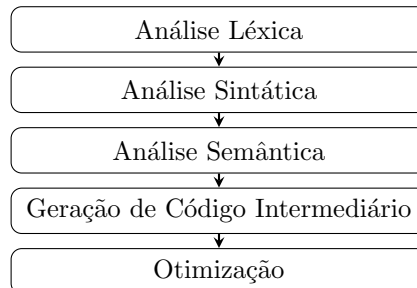 Análise Léxica
Análise Sintática
Análise Semântica
Geração de Código Intermediário
Otimização